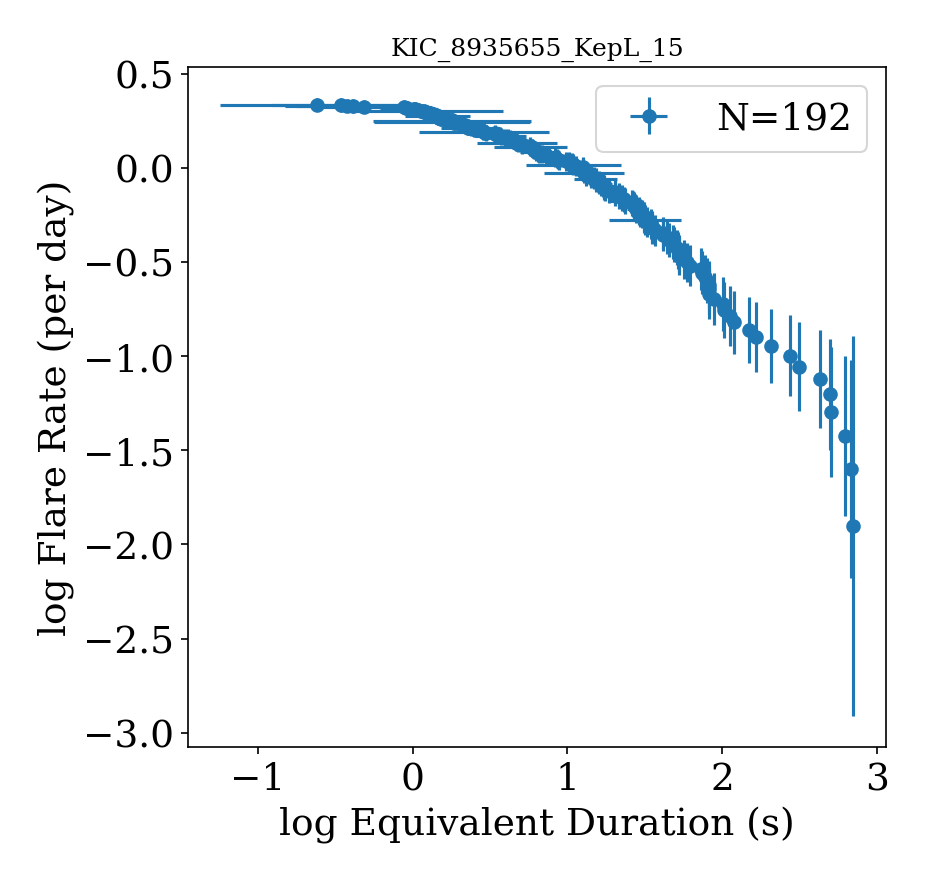 KIC_8935655_KepL_15
N=192
log Flare Rate (per day)
0.5
0.0
−0.5
−1.0
−1.5
−2.0
−2.5
−3.0
−1 0 1 2 3
log Equivalent Duration (s)